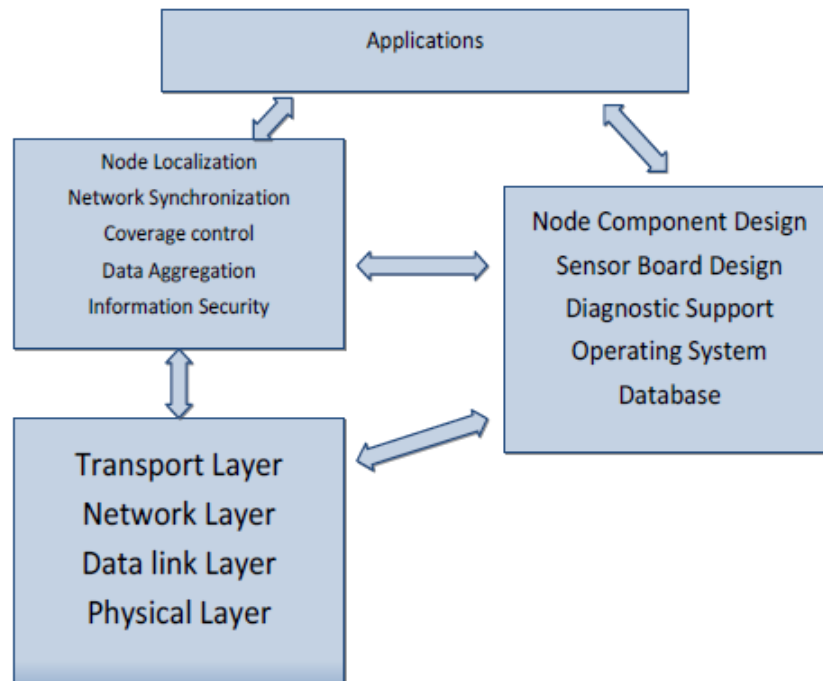 Applications
Node Localization
Network Synchronization
Coverage control
Data Aggregation
Information Security
Node Component Design
Sensor Board Design
Diagnostic Support
Operating System
Database
Transport Layer
Network Layer
Data link Layer
Physical Layer